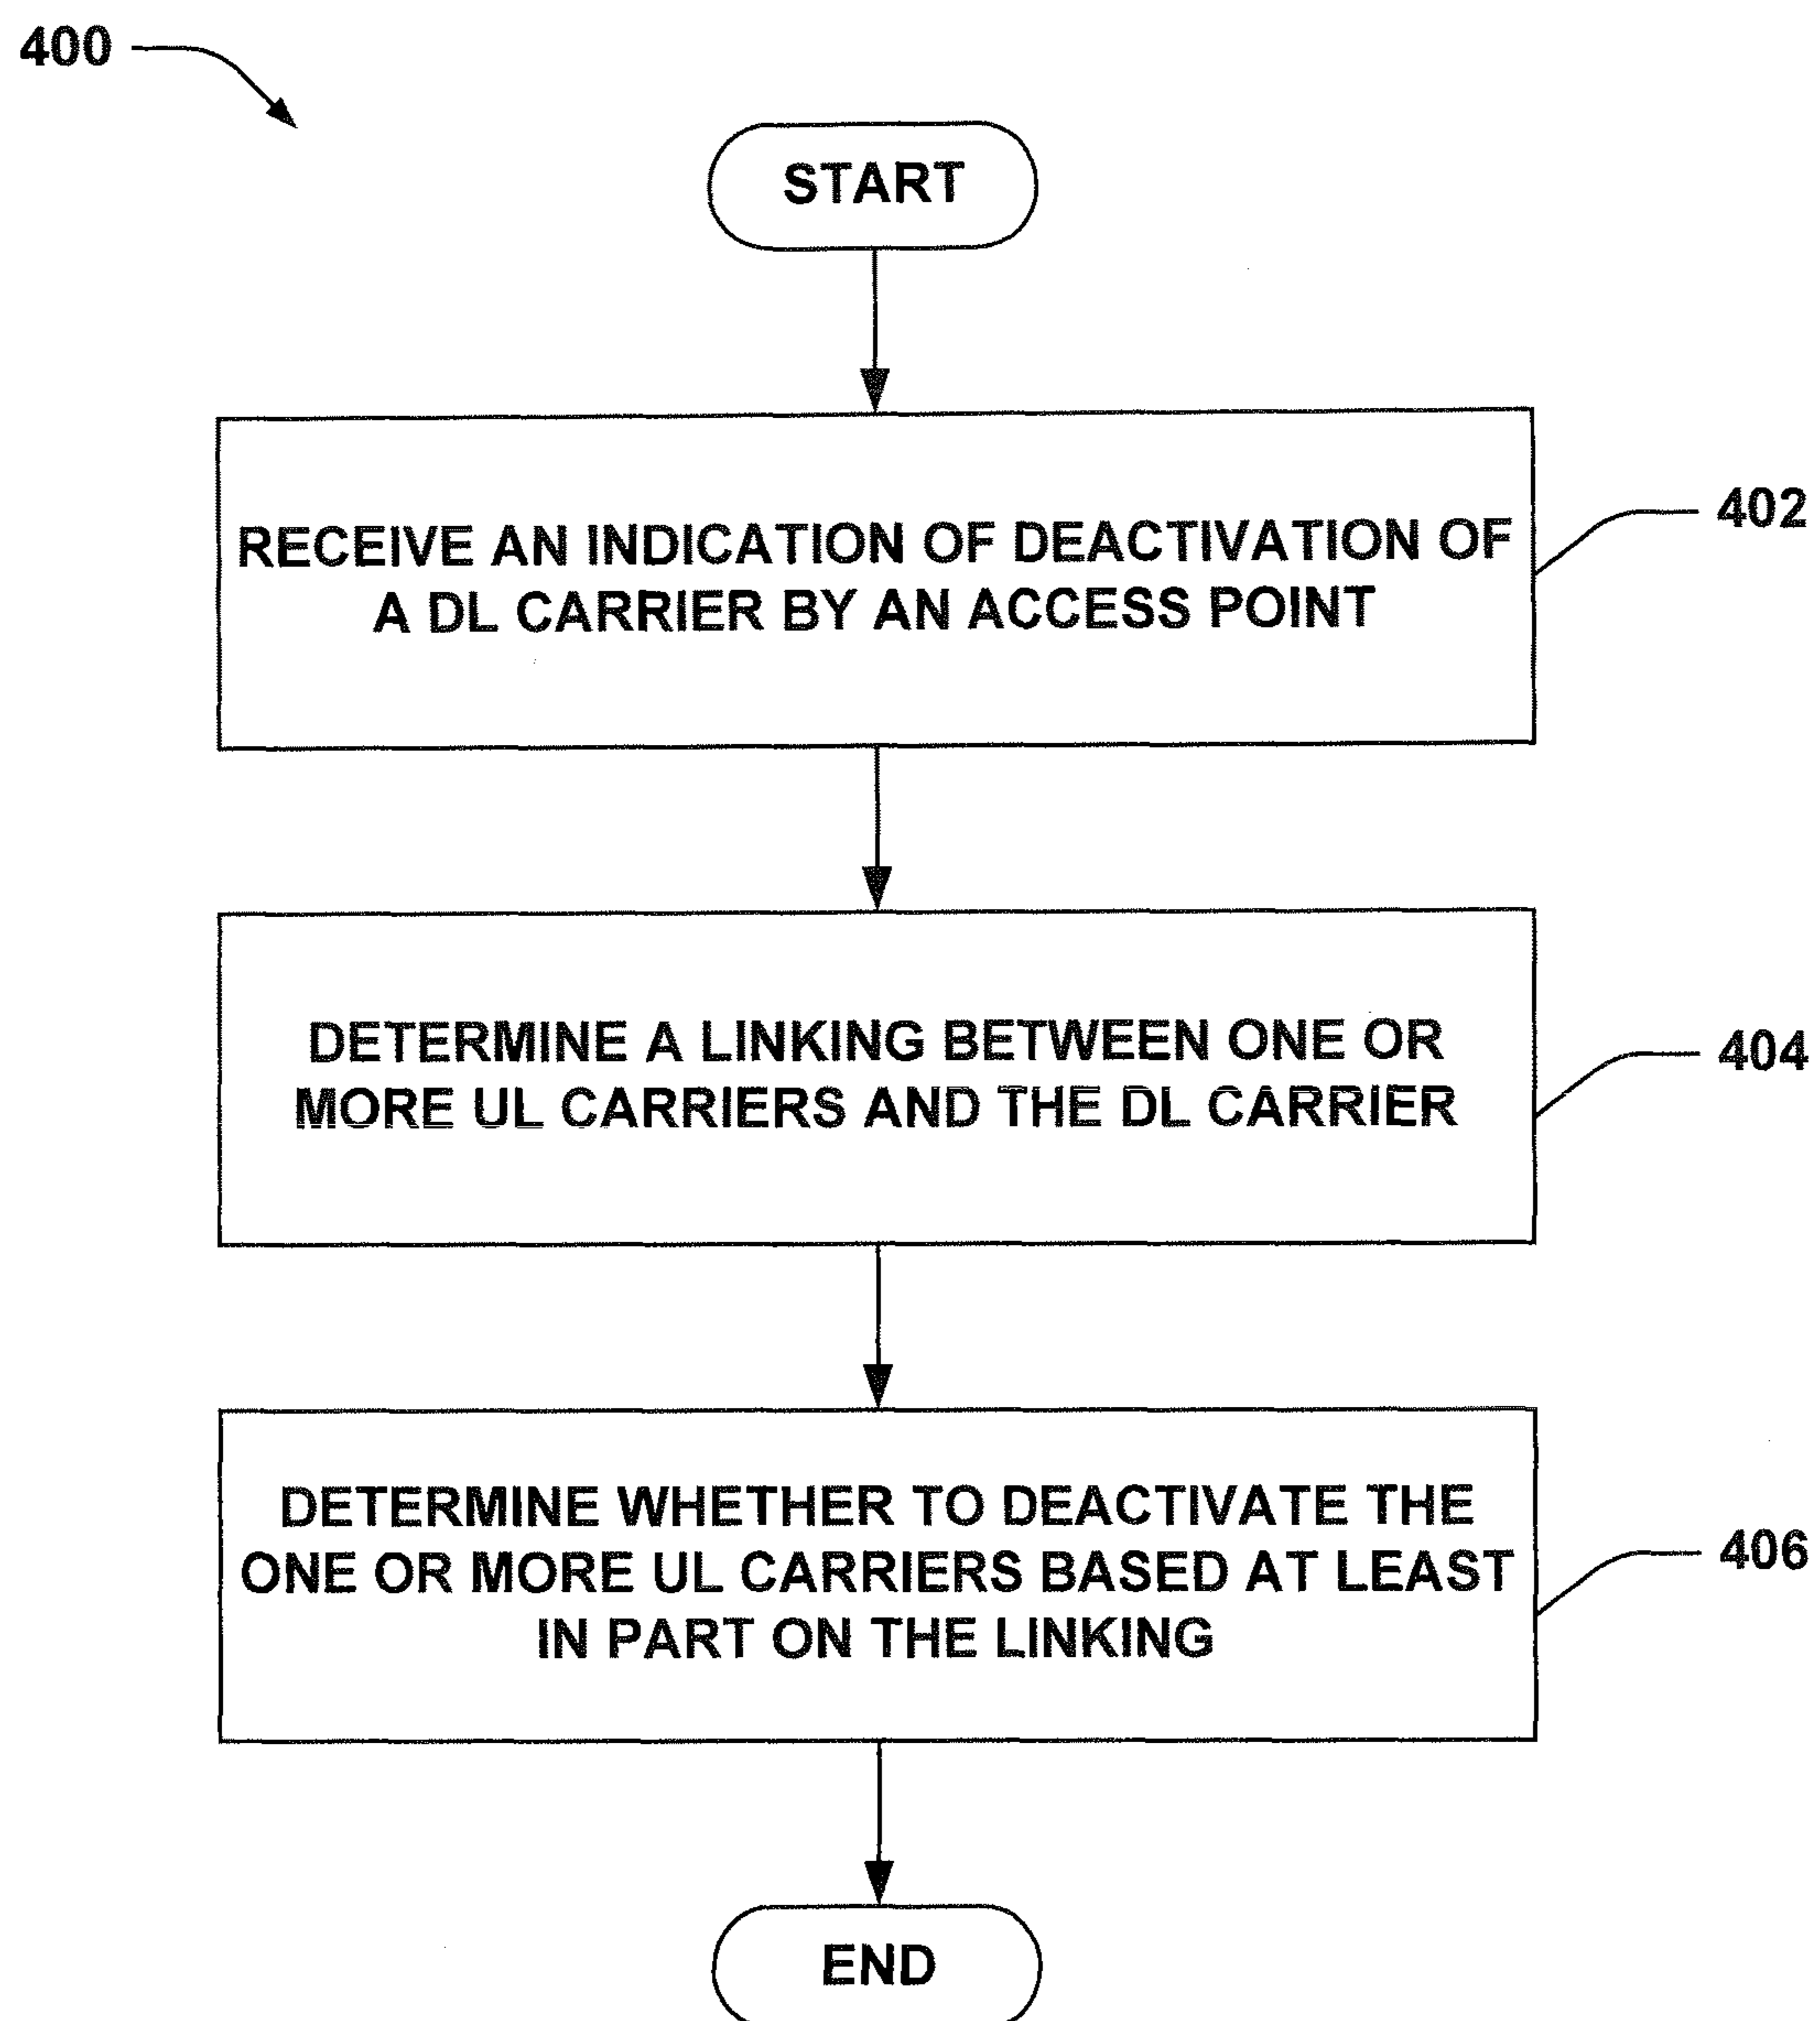 400
START
RECEIVE AN INDICATION OF DEACTIVATION OF
A DL CARRIER BY AN ACCESS POINT
402
DETERMINE A LINKING BETWEEN ONE OR
MORE UL CARRIERS AND THE DL CARRIER
404
DETERMINE WHETHER TO DEACTIVATE THE
ONE OR MORE UL CARRIERS BASED AT LEAST
IN PART ON THE LINKING
406
END